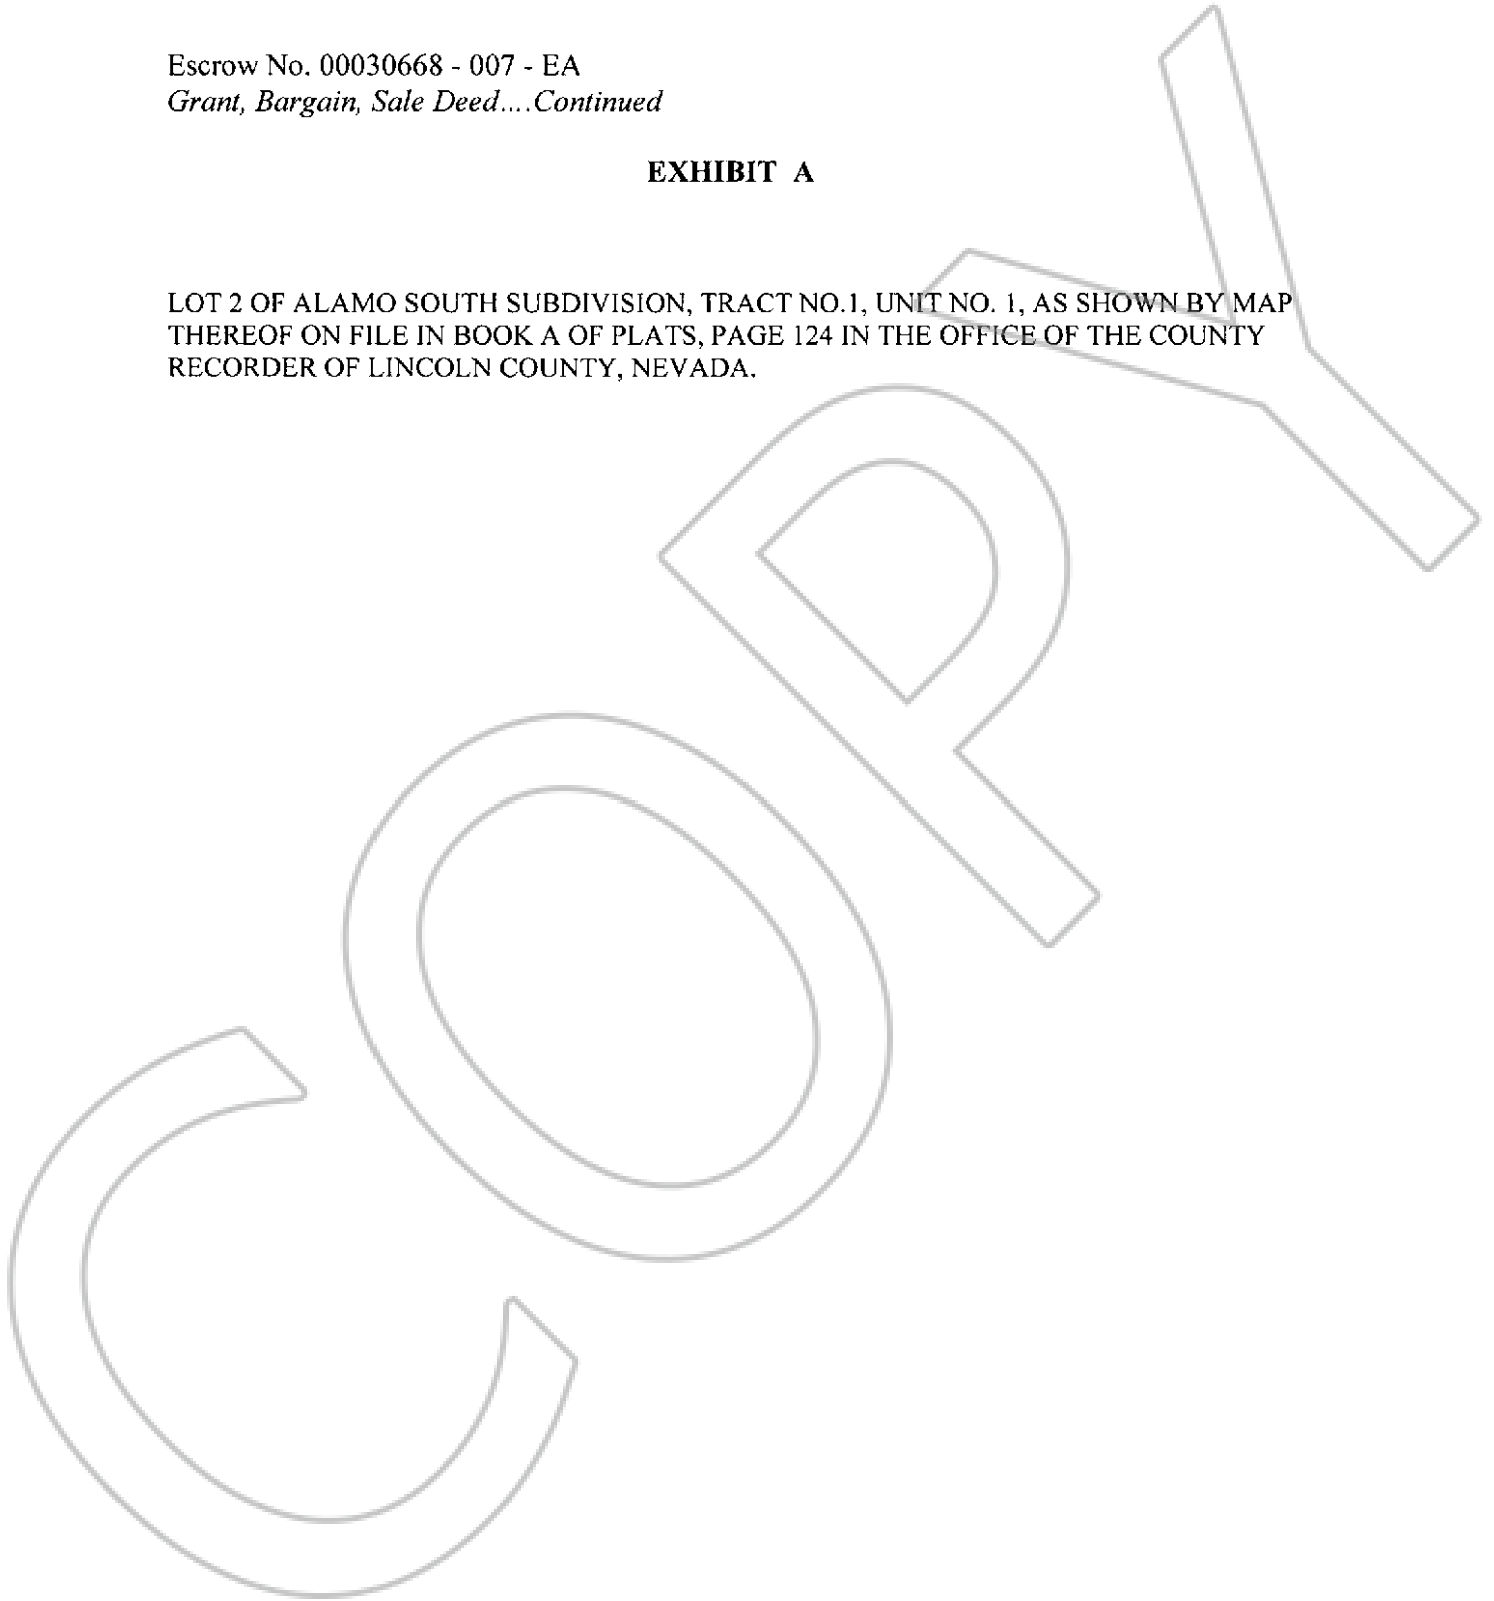 Escrow No. 00030668 - 007 - EA
Grant, Bargain, Sale Deed....Continued
EXHIBIT A
LOT 2 OF ALAMO SOUTH SUBDIVISION, TRACT NO.1, UNIT NO. 1, AS SHOWN BY MAP
THEREOF ON FILE IN BOOK A OF PLATS, PAGE 124 IN THE OFFICE OF THE COUNTY
RECORDER OF LINCOLN COUNTY, NEVADA.
COPY